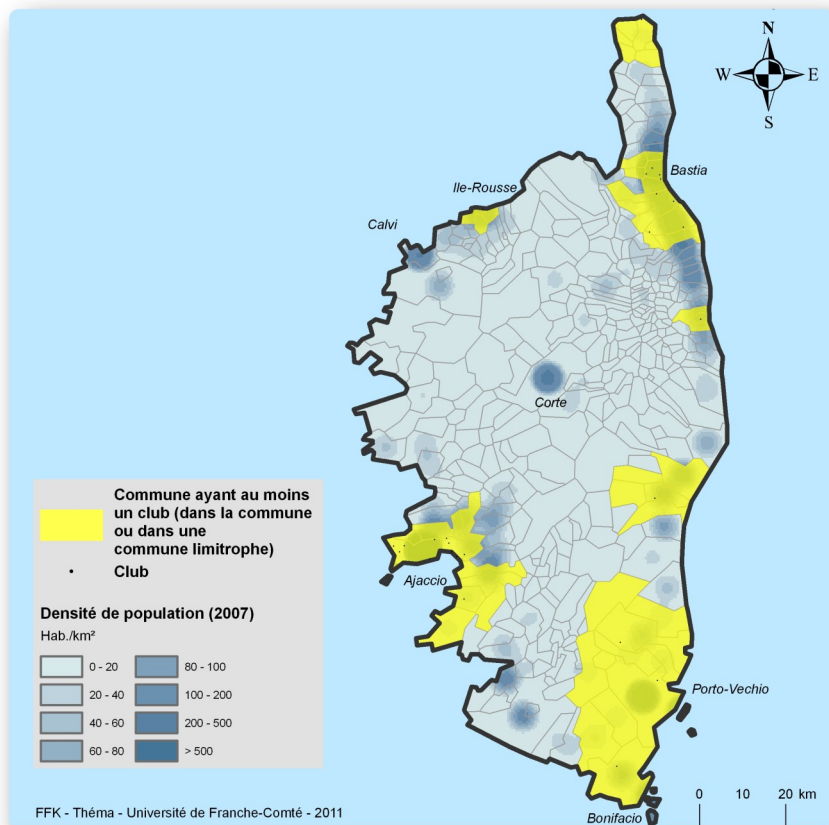 N
W E
S
Bastia
Ile-Rousse
Calvi
Corte
Commune ayant au moins
un club (dans la commune
ou dans une
commune limitrophe)
Club
Ajaccio
Densité de population (2007)
Hab./km²
0 - 20 80 - 100
20 - 40 100 - 200
40 - 60 200 - 500
60 - 80 > 500
Porto-Vechio
0 10 20 km
FFK - Théma - Université de Franche-Comté - 2011
Bonifacio